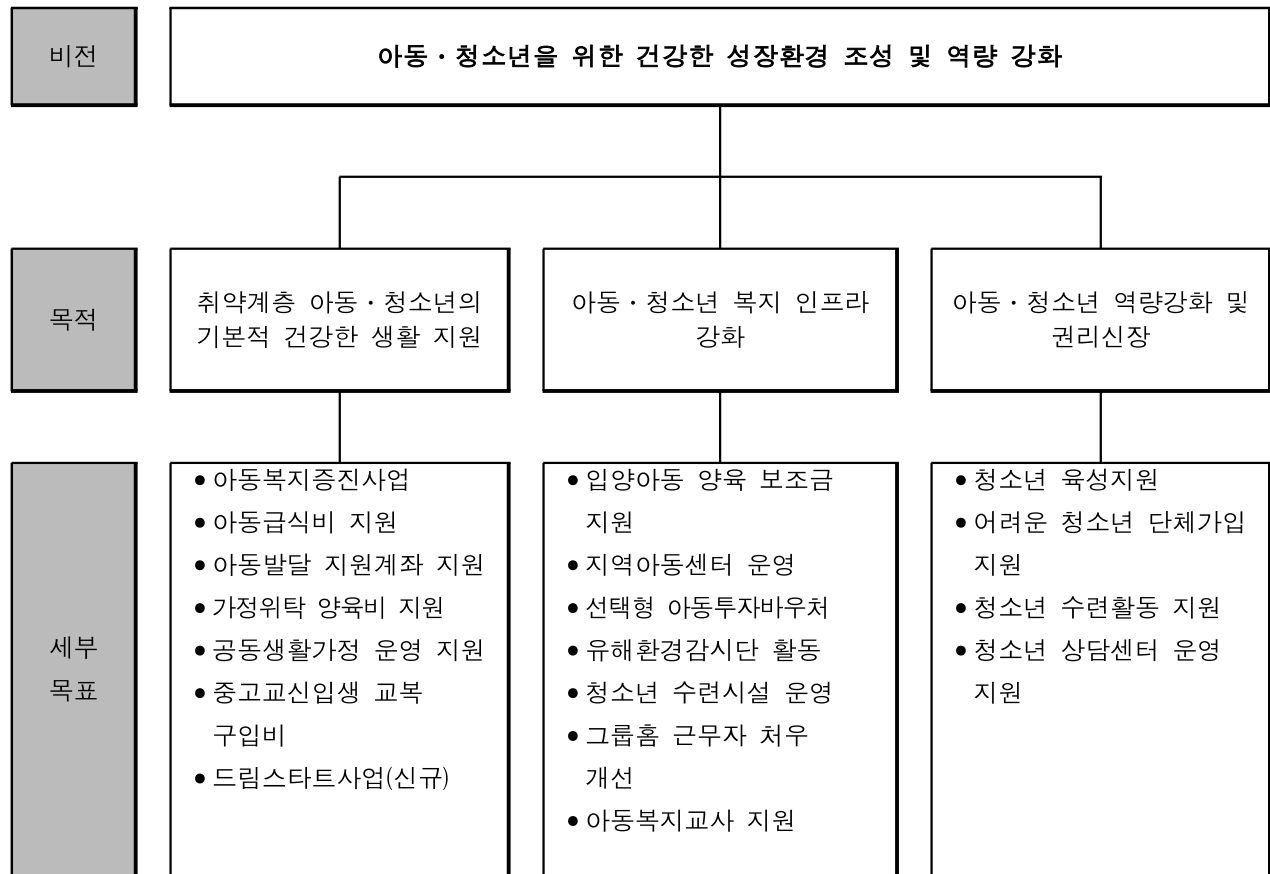 비전
아동・청소년을 위한 건강한 성장환경 조성 및 역량 강화
목적
취약계층 아동・청소년의
기본적 건강한 생활 지원
아동・청소년 복지 인프라
강화
아동・청소년 역량강화 및
권리신장
세부
목표
● 아동복지증진사업
● 아동급식비 지원
● 아동발달 지원계좌 지원
● 가정위탁 양육비 지원
● 공동생활가정 운영 지원
● 중고교신입생 교복
구입비
● 드림스타트사업(신규)
● 입양아동 양육 보조금
지원
● 지역아동센터 운영
● 선택형 아동투자바우처
● 유해환경감시단 활동
● 청소년 수련시설 운영
● 그룹홈 근무자 처우
개선
● 아동복지교사 지원
● 청소년 육성지원
● 어려운 청소년 단체가입
지원
● 청소년 수련활동 지원
● 청소년 상담센터 운영
지원